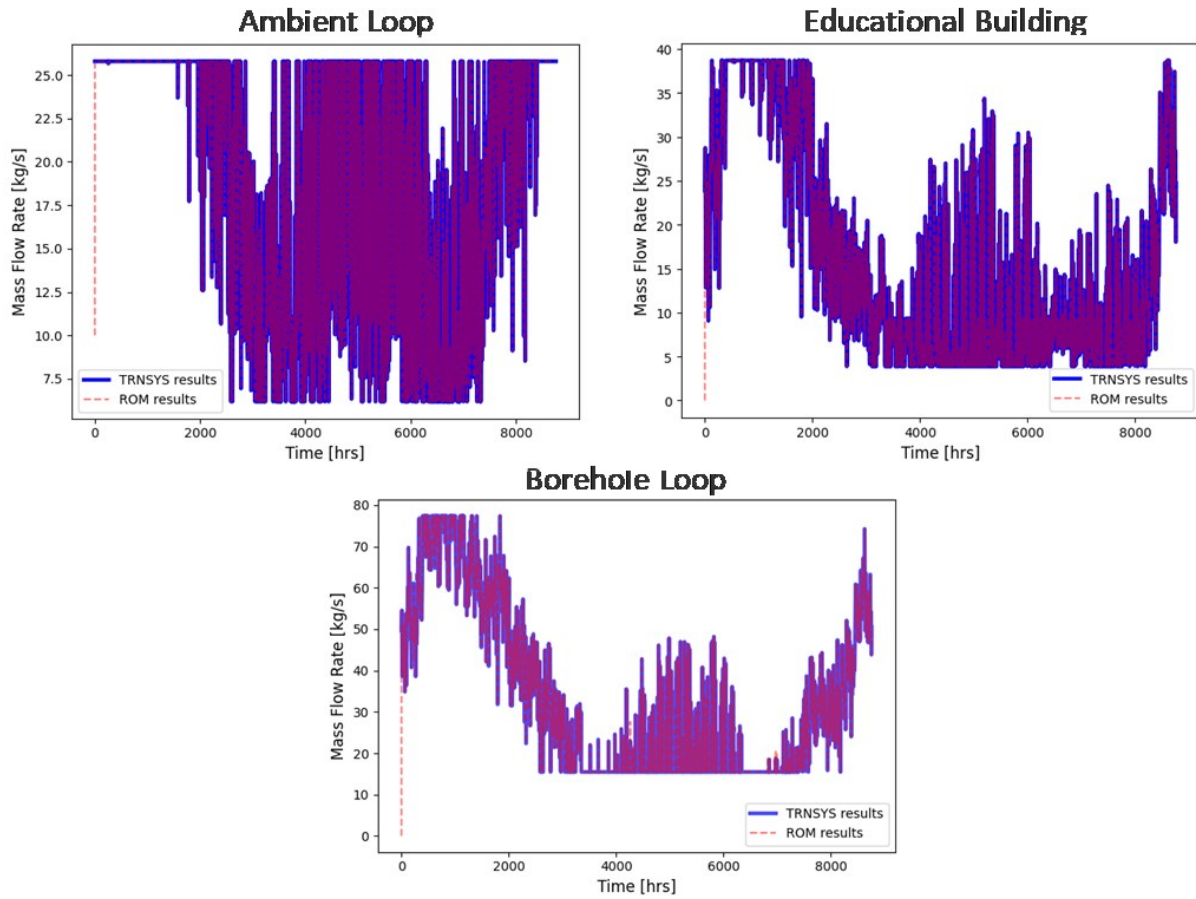 Ambient Loop
Mass Flow Rate [kg/s]
25.0
22.5
20.0
17.5
15.0
12.5
10.0
7.5
TRNSYS results
ROM results
0 2000 4000 6000 8000
Time [hrs]
Educational Building
Mass Flow Rate [kg/s]
40
35
30
25
20
15
10
5
0
TRNSYS results
ROM results
0 2000 4000 6000 8000
Time [hrs]
Borehole Loop
Mass Flow Rate [kg/s]
80
70
60
50
40
30
20
10
0
TRNSYS results
ROM results
0 2000 4000 6000 8000
Time [hrs]